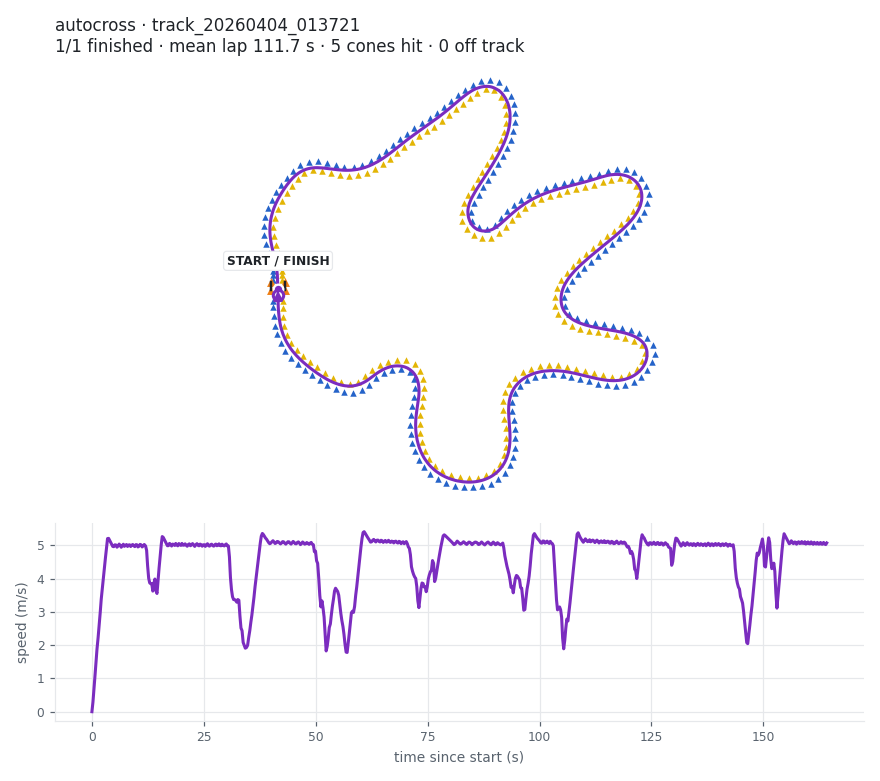 autocross · track_20260404_013721
1/1 finished · mean lap 111.7 s · 5 cones hit · 0 off track
START / FINISH
5
4
3
2
1
0
speed (m/s)
0 25 50 75 100 125 150
time since start (s)